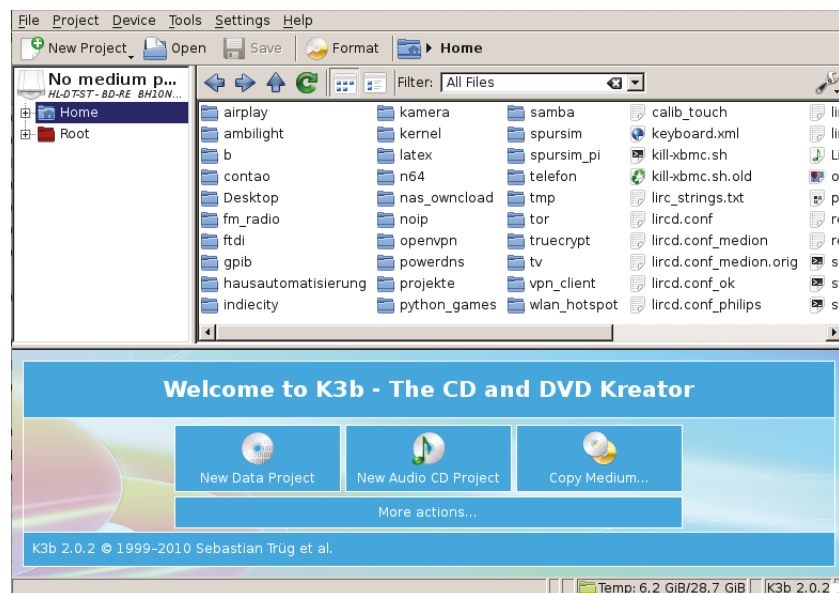 File Project Device Tools Settings Help
New Project Open Save Format Home
No medium p...
HL-DT-ST - BD-RE BH10N...
Filter: All Files
Home
Root
airplay kamera samba calib_touch
ambilight kernel spursim keyboard.xml
b latex spursim_pi kill-xbmc.sh
contao n64 telefon kill-xbmc.sh.old
Desktop nas_owncload tmp lirc_strings.txt
fm_radio noip tor lircd.conf
ftdi openvpn truecrypt lircd.conf_medion
gpib powerdns tv lircd.conf_medion.orig
hausautomatisierung projekte vpn_client lircd.conf_ok
indiecity python_games wlan_hotspot lircd.conf_philips
Welcome to K3b - The CD and DVD Kreator
New Data Project New Audio CD Project Copy Medium...
More actions...
K3b 2.0.2 © 1999–2010 Sebastian Trüg et al.
Temp: 6,2 GiB/28,7 GiB K3b 2.0.2